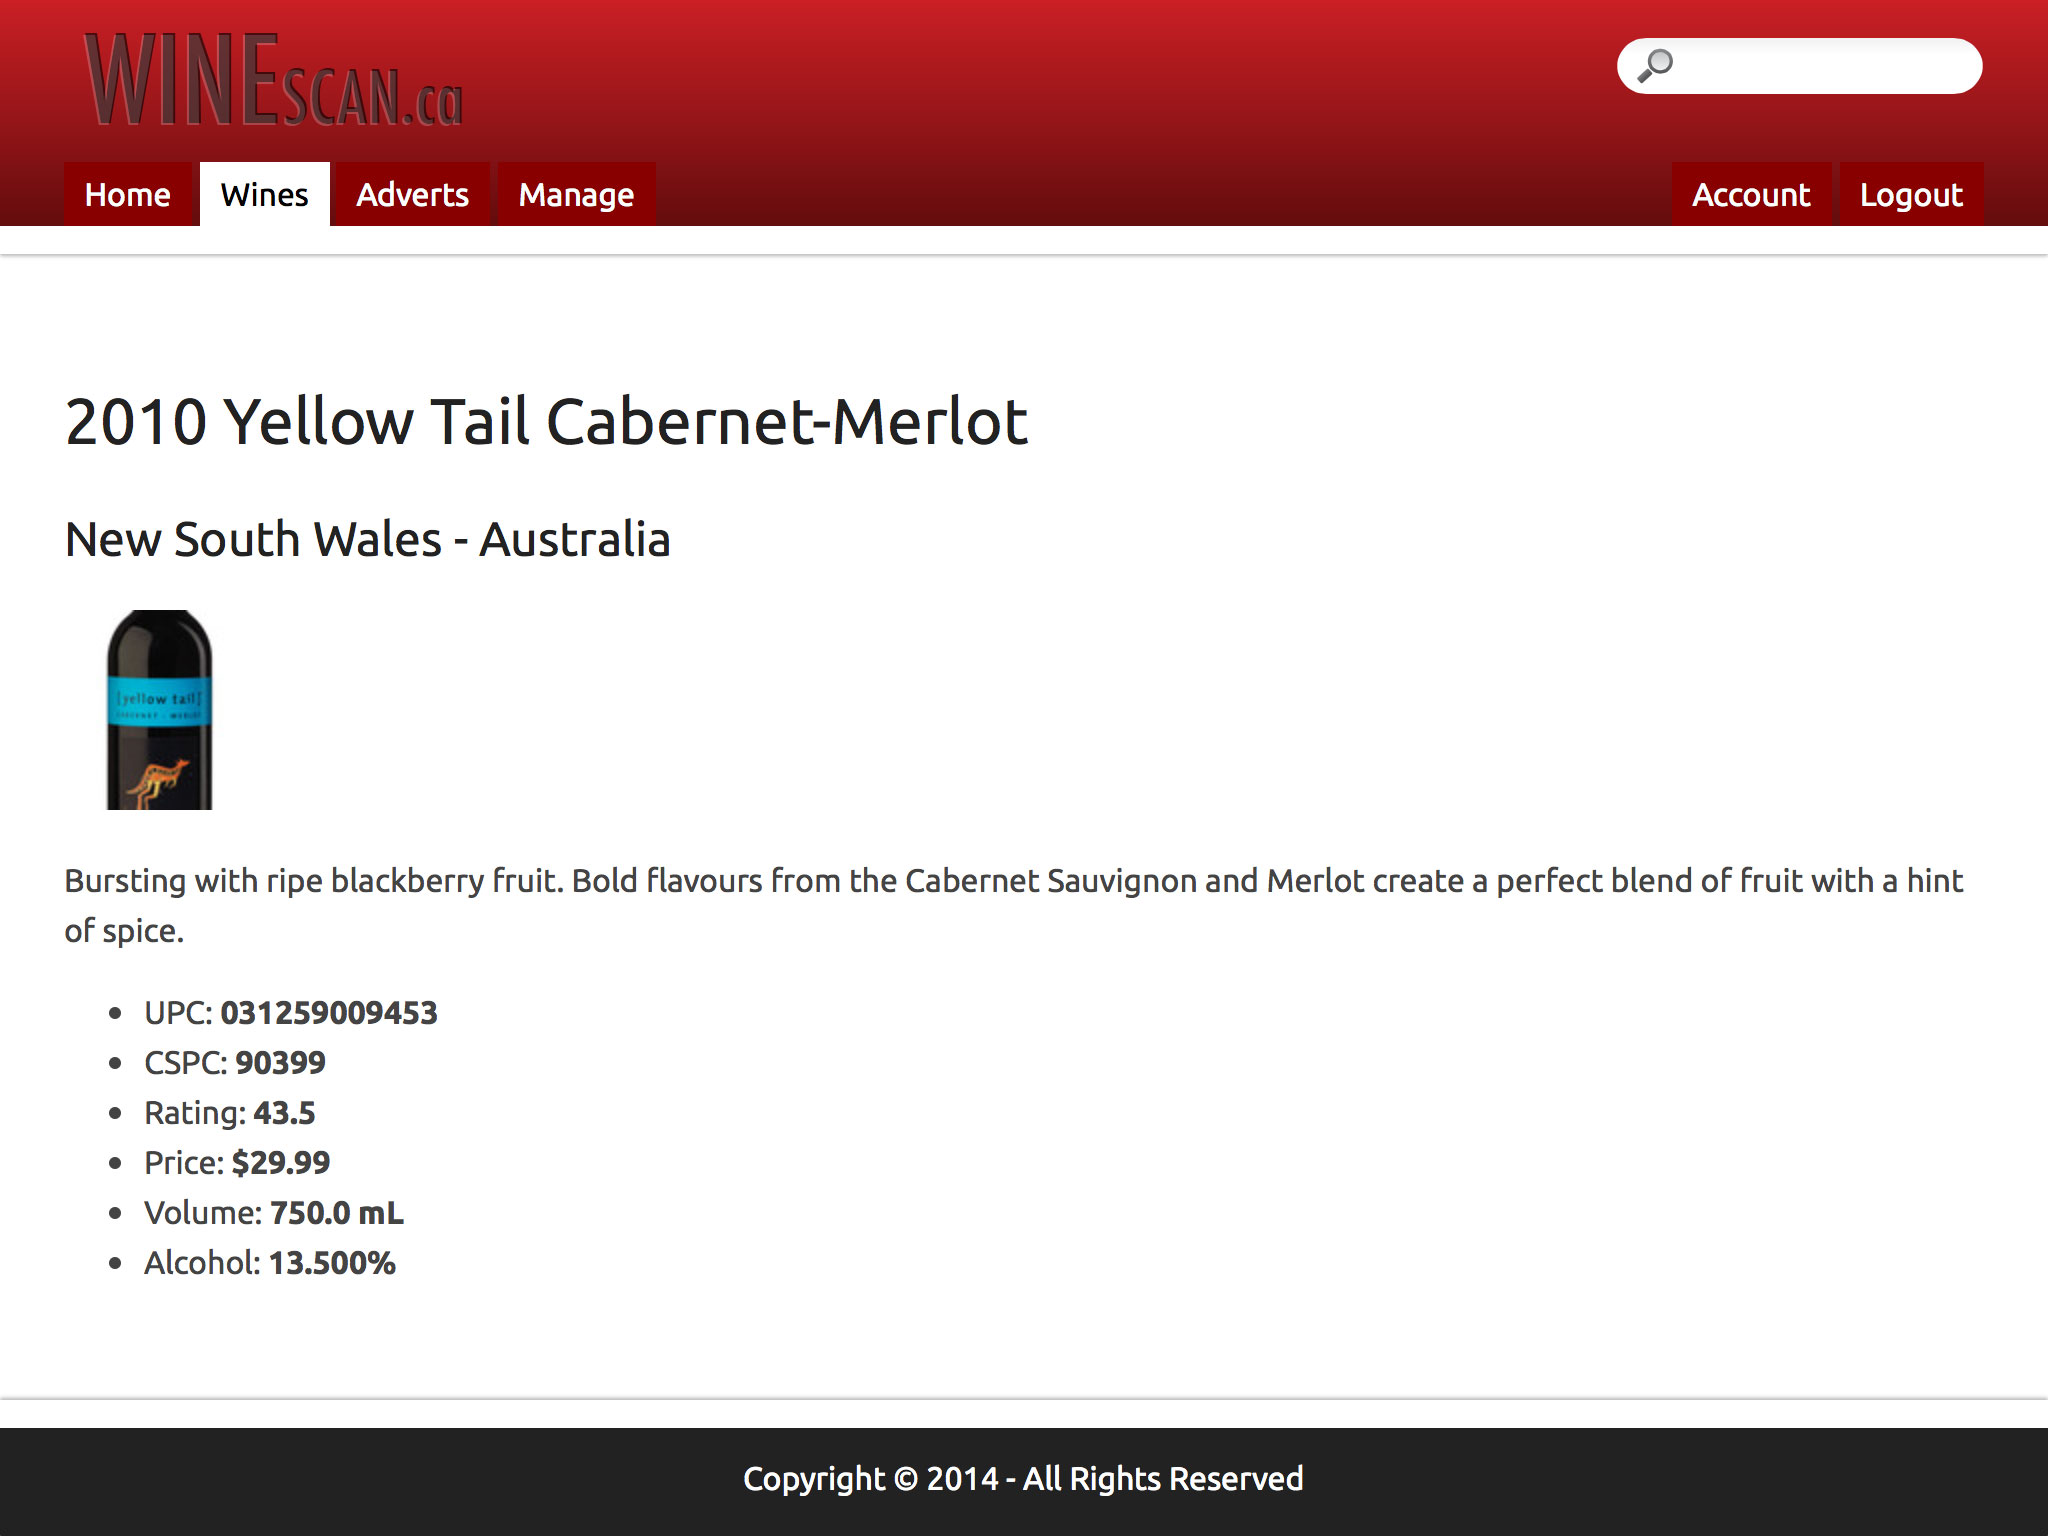 WINESCAN.ca
Home Wines Adverts Manage Account Logout
2010 Yellow Tail Cabernet-Merlot
New South Wales - Australia
[yellow tail]
CABERNET - MERLOT
Bursting with ripe blackberry fruit. Bold flavours from the Cabernet Sauvignon and Merlot create a perfect blend of fruit with a hint
of spice.
• UPC: 031259009453
• CSPC: 90399
• Rating: 43.5
• Price: $29.99
• Volume: 750.0 mL
• Alcohol: 13.500%
Copyright © 2014 - All Rights Reserved